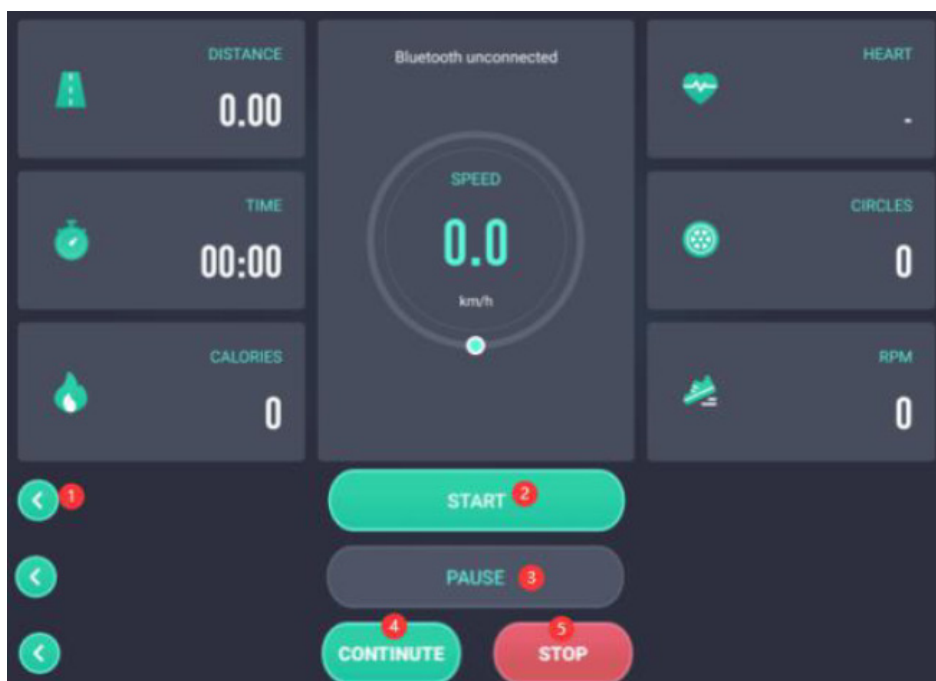 DISTANCE
0.00
TIME
00:00
CALORIES
0
Bluetooth unconnected
SPEED
0.0
km/h
HEART
-
CIRCLES
0
RPM
0
1
START 2
PAUSE 3
4
CONTINUTE
5
STOP